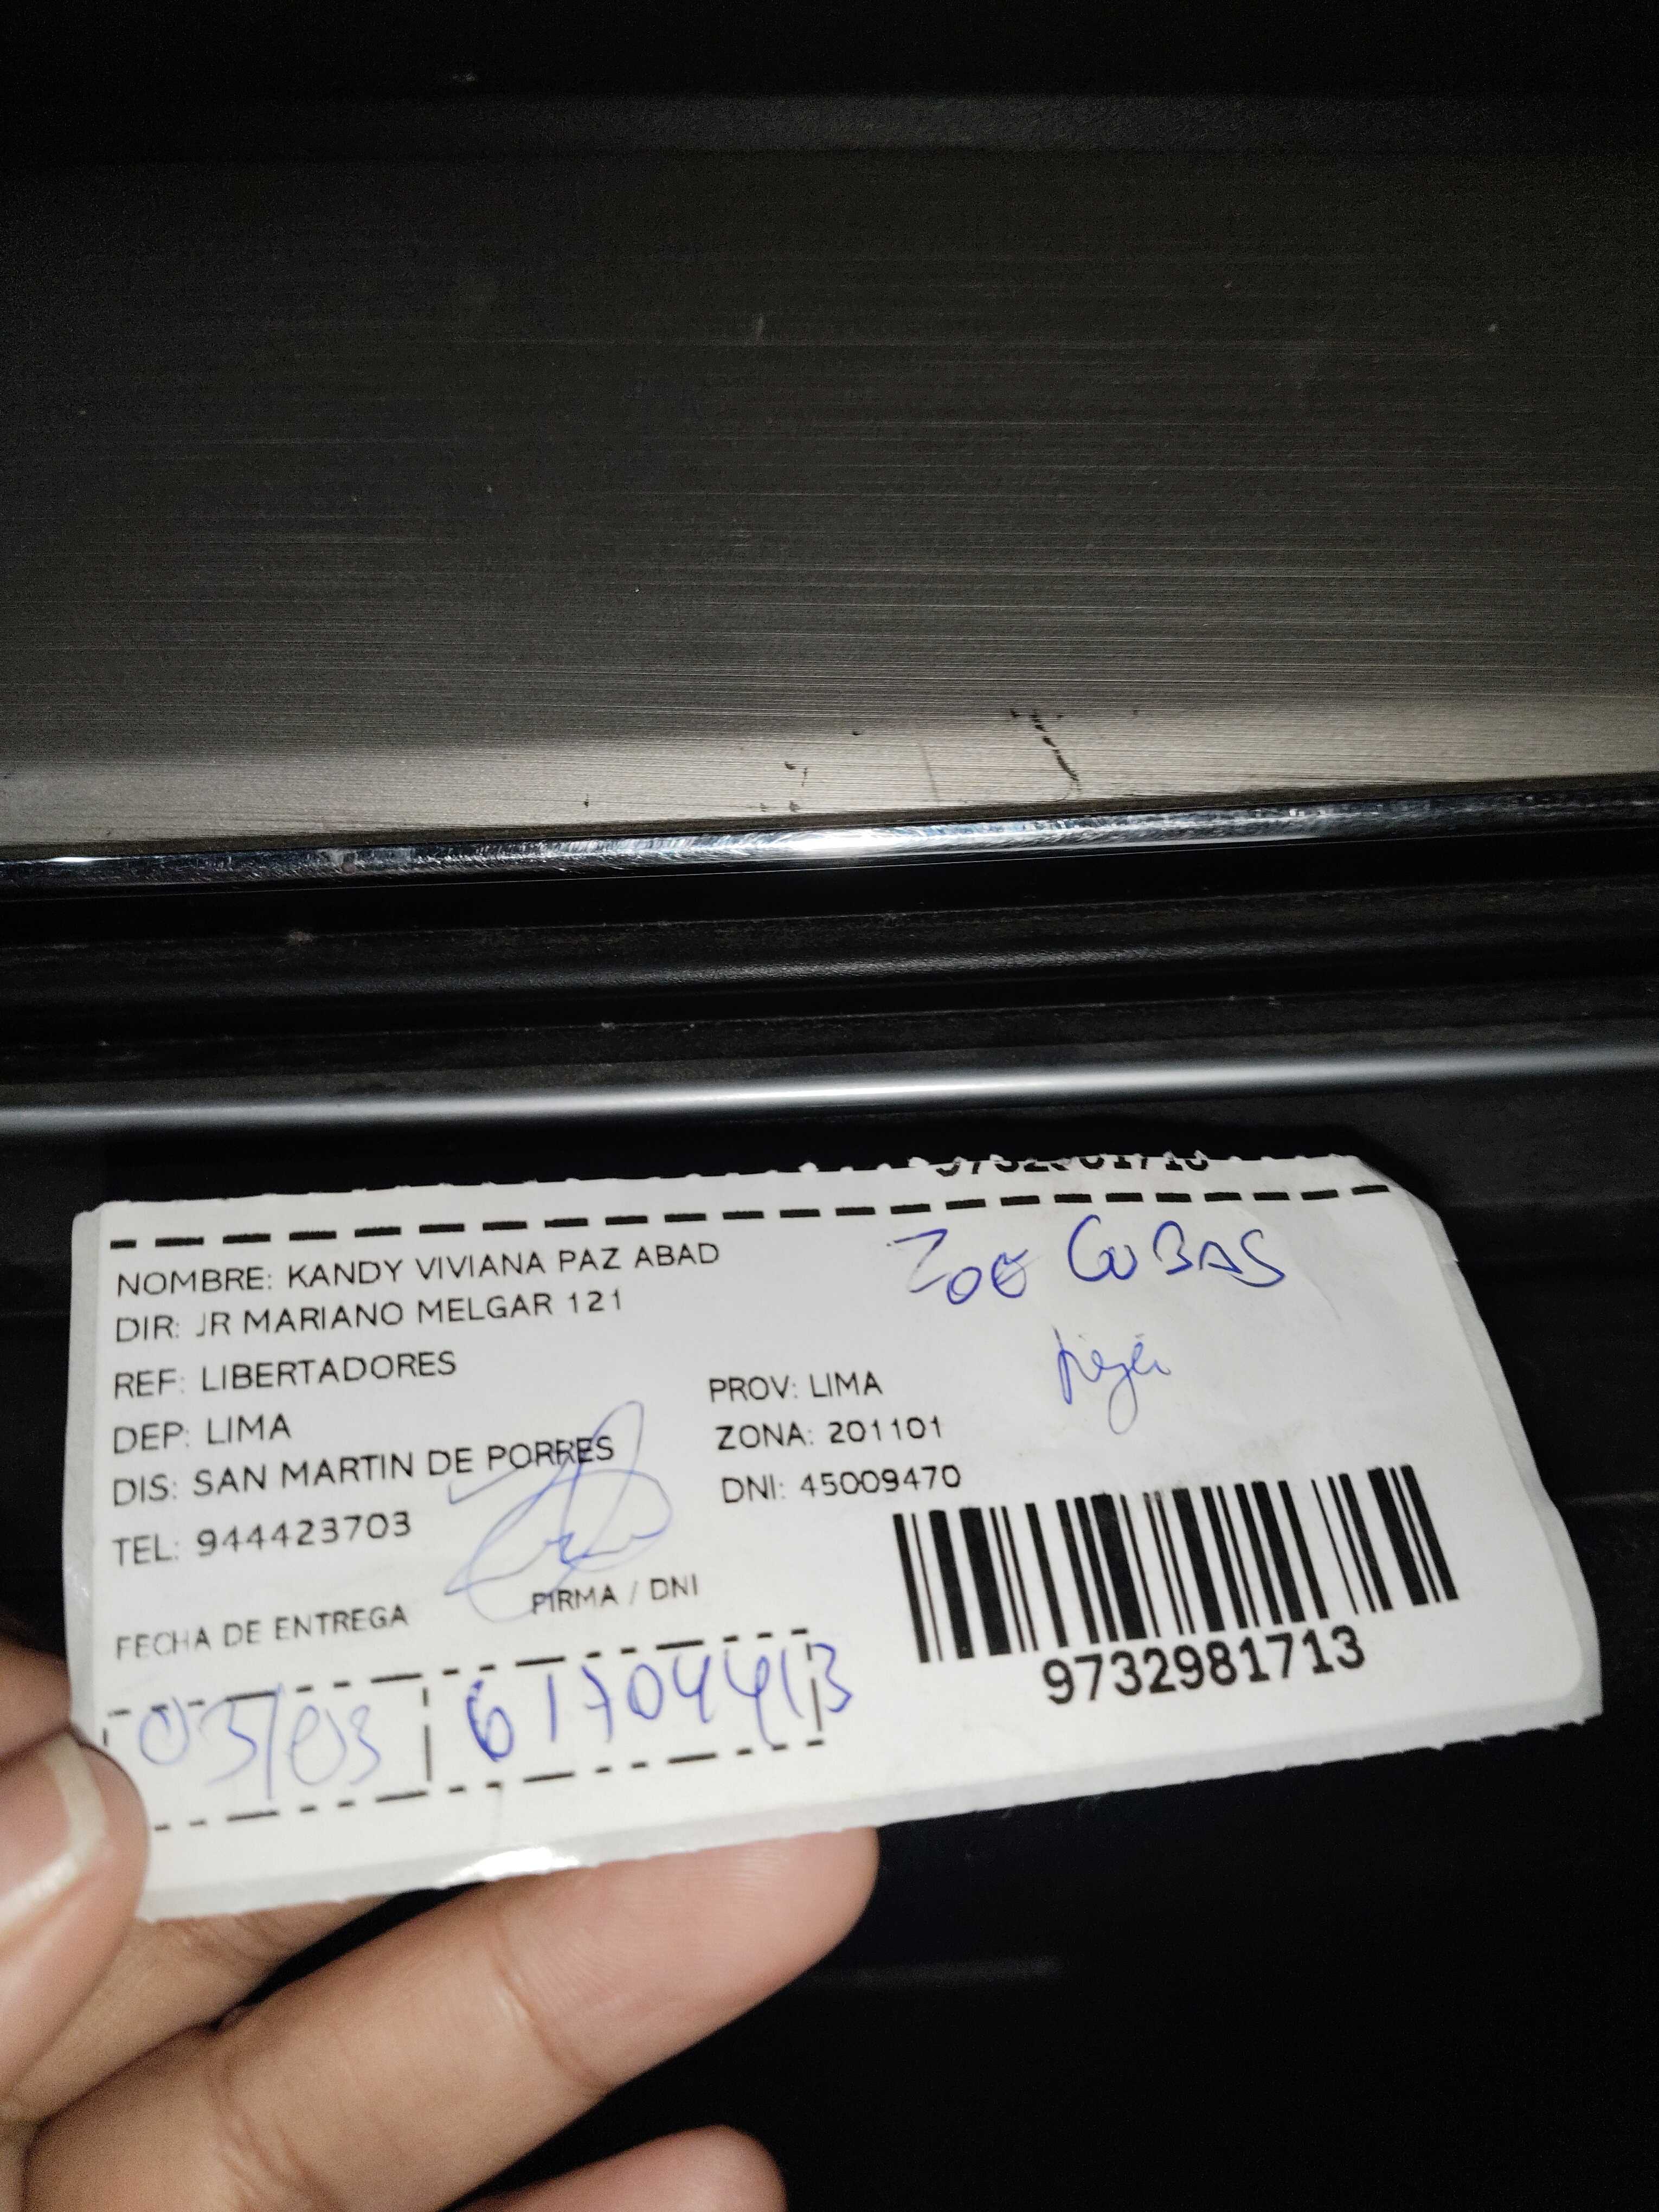 9732981713
NOMBRE: KANDY VIVIANA PAZ ABAD
ZOE CUBAS
DIR: JR MARIANO MELGAR 121
REF: LIBERTADORES
DEP: LIMA
PROV: LIMA
DIS: SAN MARTIN DE PORRES
ZONA: 201101
TEL: 944423703
DNI: 45009470
FECHA DE ENTREGA
FIRMA / DNI
03/03
61704413
9732981713